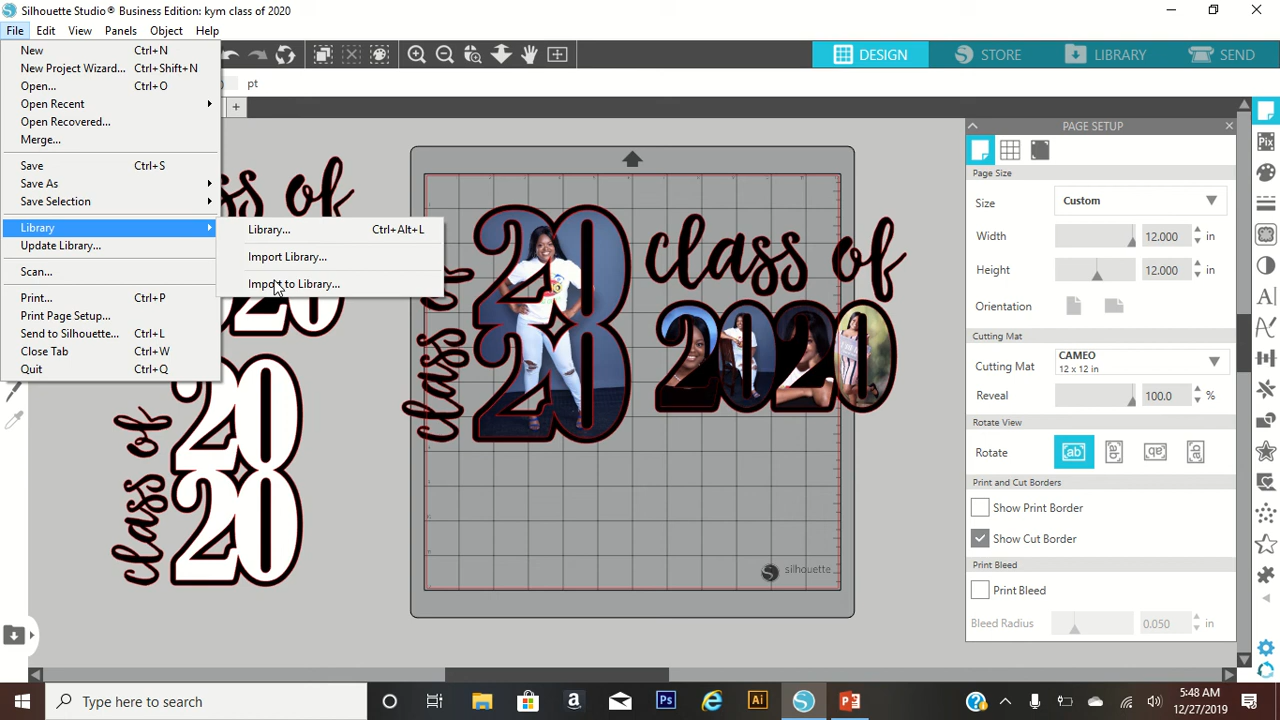 Silhouette Studio® Business Edition: kym class of 2020
File Edit View Panels Object Help
New Ctrl+N
New Project Wizard... Ctrl+Shift+N
Open... Ctrl+O
Open Recent
Open Recovered...
Merge...
Save Ctrl+S
Save As
Save Selection
Library
Update Library...
Scan...
Print... Ctrl+P
Print Page Setup...
Send to Silhouette... Ctrl+L
Close Tab Ctrl+W
Quit Ctrl+Q
Library... Ctrl+Alt+L
Import Library...
Import to Library...
pt
DESIGN
STORE
LIBRARY
SEND
class of
20
20
class of
2020
class of
20
20
silhouette
PAGE SETUP
Page Size
Size Custom
Width 12.000 in
Height 12.000 in
Orientation
Cutting Mat
Cutting Mat CAMEO
12 x 12 in
Reveal 100.0 %
Rotate View
Rotate ab ab ab ab
Print and Cut Borders
Show Print Border
Show Cut Border
Print Bleed
Print Bleed
Bleed Radius 0.050 in
Pix
Type here to search
Ps
Ai
5:48 AM
12/27/2019